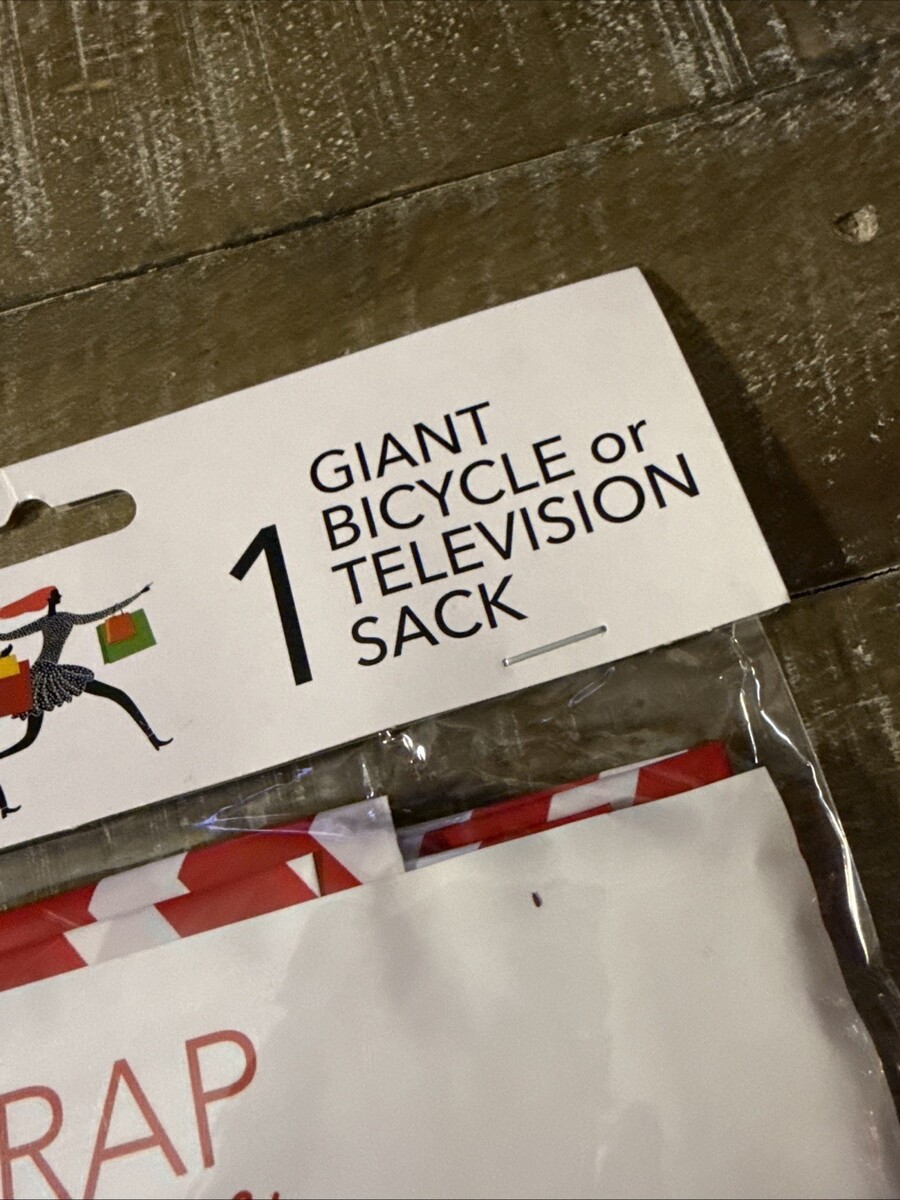 1
GIANT
BICYCLE or
TELEVISION
SACK
RAP